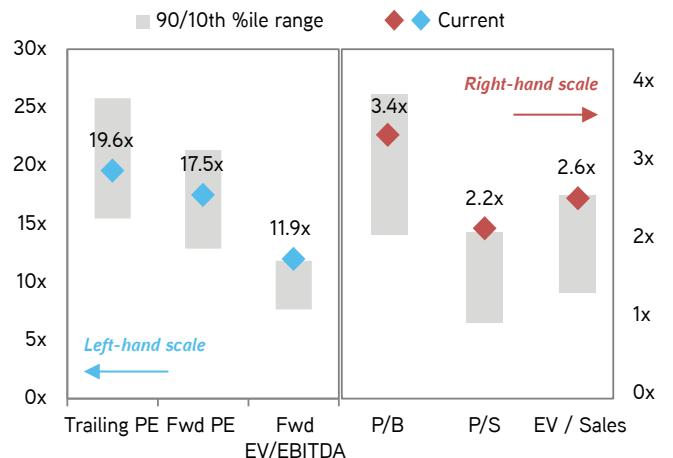 90/10th %ile range
Current
30x
25x
20x
15x
10x
5x
0x
19.6x
17.5x
11.9x
Left-hand scale
3.4x
2.2x
2.6x
Right-hand scale
4x
3x
2x
1x
0x
Trailing PE
Fwd PE
Fwd
EV/EBITDA
P/B
P/S
EV / Sales